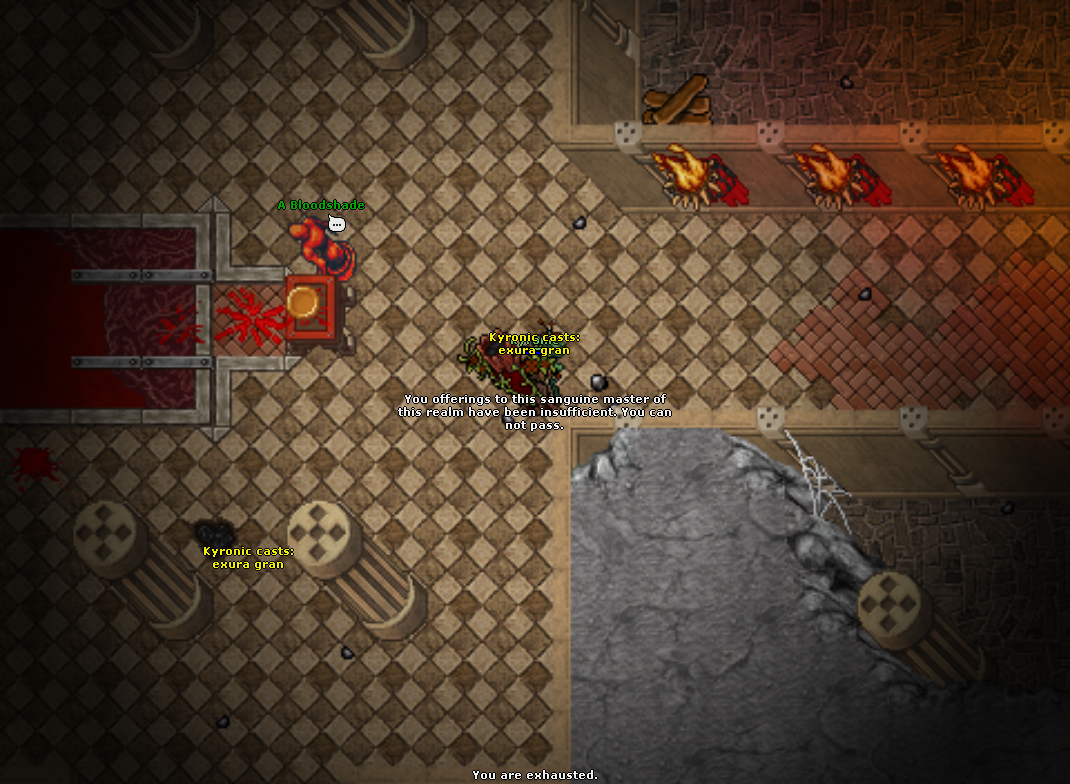 A Bloodshade
Kyronic casts:
exura gran
You offerings to this sanguine master of
this realm have been insufficient. You can
not pass.
Kyronic casts:
exura gran
You are exhausted.